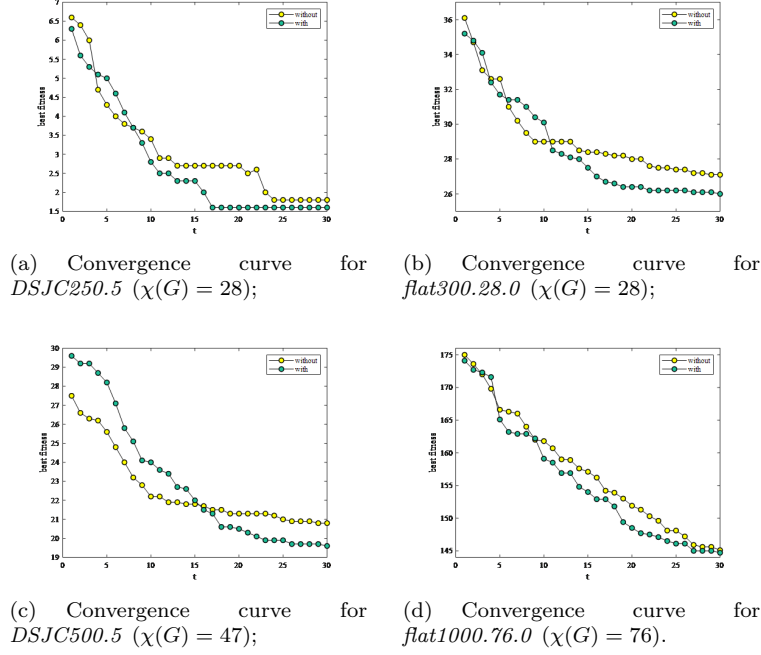 7
6.5
6
5.5
5
4.5
4
3.5
3
2.5
2
1.5
best fitness
0 5 10 15 20 25 30
t
without
with
36
34
32
30
28
26
best fitness
0 5 10 15 20 25 30
t
without
with
(a) Convergence curve for
DSJC250.5 (χ(G) = 28);
(b) Convergence curve for
flat300.28.0 (χ(G) = 28);
30
29
28
27
26
25
24
23
22
21
20
19
best fitness
0 5 10 15 20 25 30
t
without
with
175
170
165
160
155
150
145
best fitness
0 5 10 15 20 25 30
t
without
with
(c) Convergence curve for
DSJC500.5 (χ(G) = 47);
(d) Convergence curve for
flat1000.76.0 (χ(G) = 76).